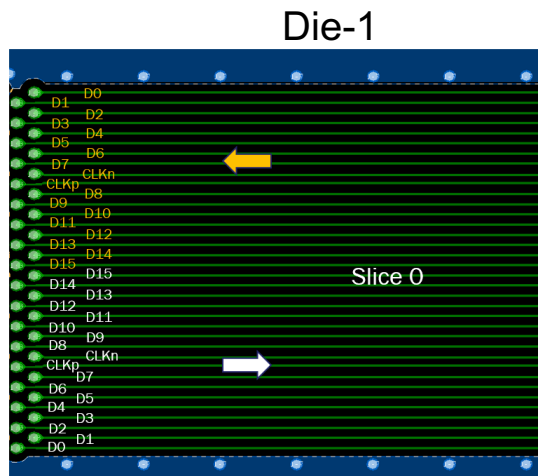 Die-1
D0
D1
D2
D3
D4
D5
D6
D7
CLKn
CLKp
D8
D9
D10
D11
D12
D13
D14
D15
D15
D14
Slice 0
D13
D12
D11
D10
D9
D8
CLKn
CLKp
D7
D6
D5
D4
D3
D2
D1
D0